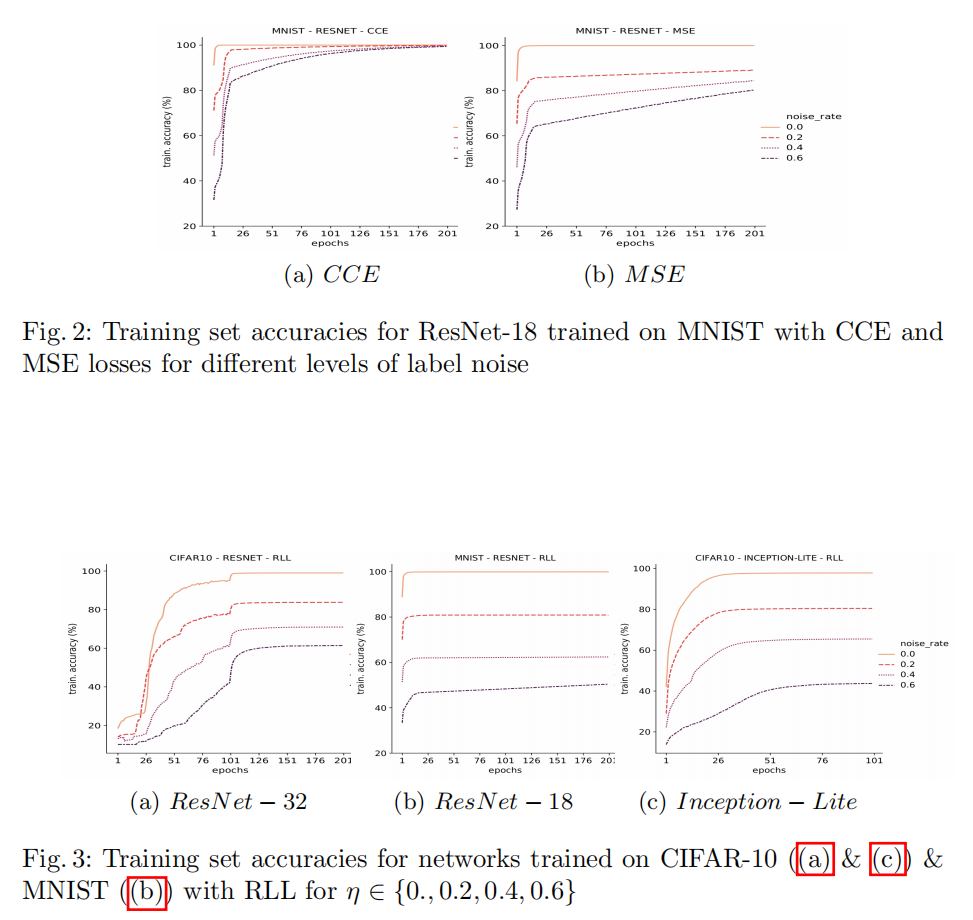 MNIST - RESNET - CCE
MNIST - RESNET - MSE
train. accuracy (%)
100
80
60
40
20
1 26 51 76 101 126 151 176 201
epochs
train. accuracy (%)
100
80
60
40
20
1 26 51 76 101 126 151 176 201
epochs
noise_rate
0.0
0.2
0.4
0.6
(a) CCE
(b) MSE
Fig. 2: Training set accuracies for ResNet-18 trained on MNIST with CCE and
MSE losses for different levels of label noise
CIFAR10 - RESNET - RLL
MNIST - RESNET - RLL
CIFAR10 - INCEPTION-LITE - RLL
train. accuracy (%)
100
80
60
40
20
1 26 51 76 101 126 151 176 201
epochs
train. accuracy (%)
100
80
60
40
20
1 26 51 76 101 126 151 176
epochs
train. accuracy (%)
100
80
60
40
20
1 26 51 76 101
epochs
noise_rate
0.0
0.2
0.4
0.6
(a) ResNet − 32
(b) ResNet − 18
(c) Inception − Lite
Fig. 3: Training set accuracies for networks trained on CIFAR-10 ((a) & (c)) &
MNIST ((b)) with RLL for η ∈ {0., 0.2, 0.4, 0.6}